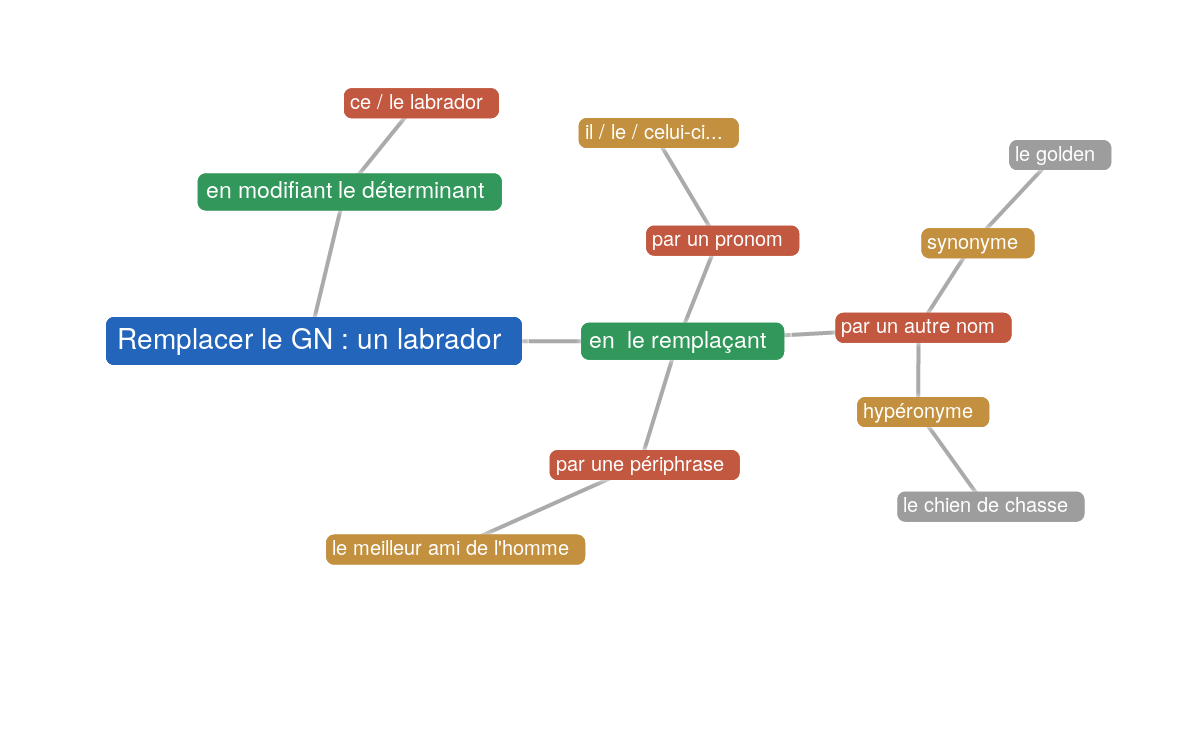 ce / le labrador
il / le / celui-ci...
le golden
en modifiant le déterminant
par un pronom
synonyme
Remplacer le GN : un labrador
en  le remplaçant
par un autre nom
hypéronyme
par une périphrase
le chien de chasse
le meilleur ami de l'homme